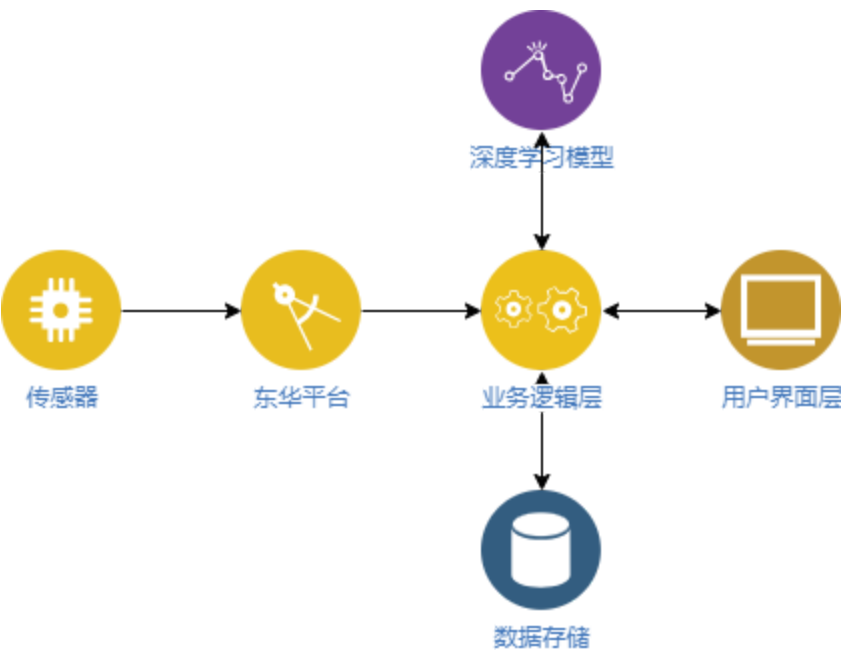 深度学习模型
传感器
东华平台
业务逻辑层
用户界面层
数据存储